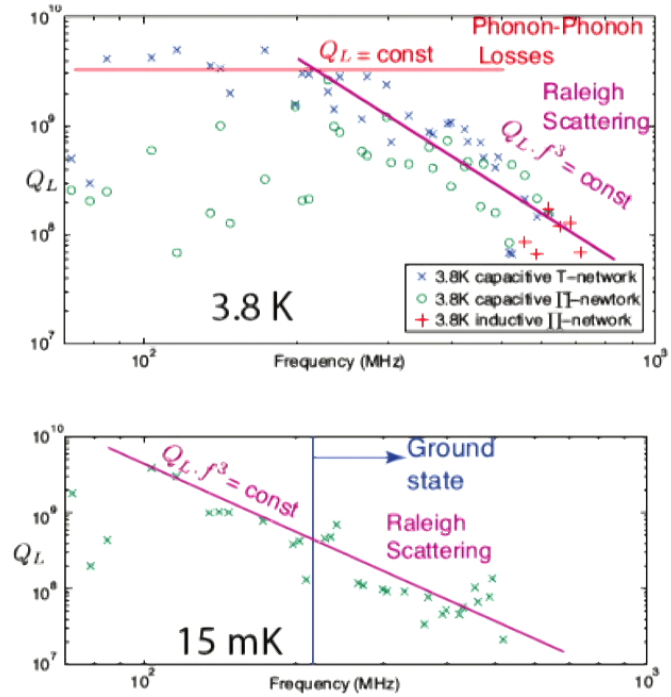 10^10
Phonon-Phonon
Losses
Q_L = const
Raleigh
Scattering
10^9
Q_L. f^3 = const
Q_L
10^8
× 3.8K capacitive T-network
○ 3.8K capacitive ∏-newtork
+ 3.8K inductive ∏-network
3.8 K
10^7
10^2
Frequency (MHz)
10^3
10^10
Q_L. f^3 = const
Ground
state
10^9
Raleigh
Scattering
Q_L
10^8
15 mK
10^7
10^2
Frequency (MHz)
10^3